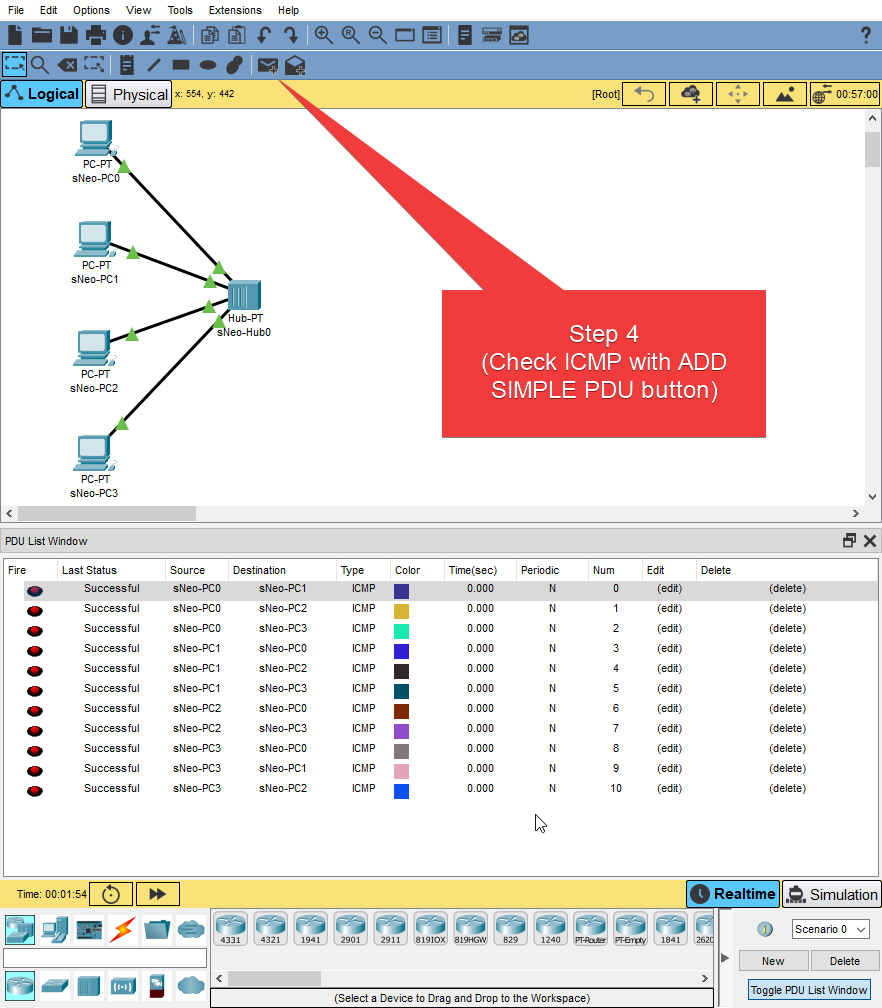 File Edit Options View Tools Extensions Help
?
Logical Physical x: 554, y: 442 [Root] 00:57:00
PC-PT
sNeo-PC0
PC-PT
sNeo-PC1
Hub-PT
sNeo-Hub0
PC-PT
sNeo-PC2
PC-PT
sNeo-PC3
Step 4
(Check ICMP with ADD
SIMPLE PDU button)
PDU List Window
Fire Last Status Source Destination Type Color Time(sec) Periodic Num Edit Delete
Successful sNeo-PC0 sNeo-PC1 ICMP 0.000 N 0 (edit) (delete)
Successful sNeo-PC0 sNeo-PC2 ICMP 0.000 N 1 (edit) (delete)
Successful sNeo-PC0 sNeo-PC3 ICMP 0.000 N 2 (edit) (delete)
Successful sNeo-PC1 sNeo-PC0 ICMP 0.000 N 3 (edit) (delete)
Successful sNeo-PC1 sNeo-PC2 ICMP 0.000 N 4 (edit) (delete)
Successful sNeo-PC1 sNeo-PC3 ICMP 0.000 N 5 (edit) (delete)
Successful sNeo-PC2 sNeo-PC0 ICMP 0.000 N 6 (edit) (delete)
Successful sNeo-PC2 sNeo-PC3 ICMP 0.000 N 7 (edit) (delete)
Successful sNeo-PC3 sNeo-PC0 ICMP 0.000 N 8 (edit) (delete)
Successful sNeo-PC3 sNeo-PC1 ICMP 0.000 N 9 (edit) (delete)
Successful sNeo-PC3 sNeo-PC2 ICMP 0.000 N 10 (edit) (delete)
Time: 00:01:54 Realtime Simulation
4331 4321 1941 2901 2911 819IOX 819HGW 829 1240 PT-Router PT-Empty 1841 2620
Scenario 0
New Delete
Toggle PDU List Window
(Select a Device to Drag and Drop to the Workspace)